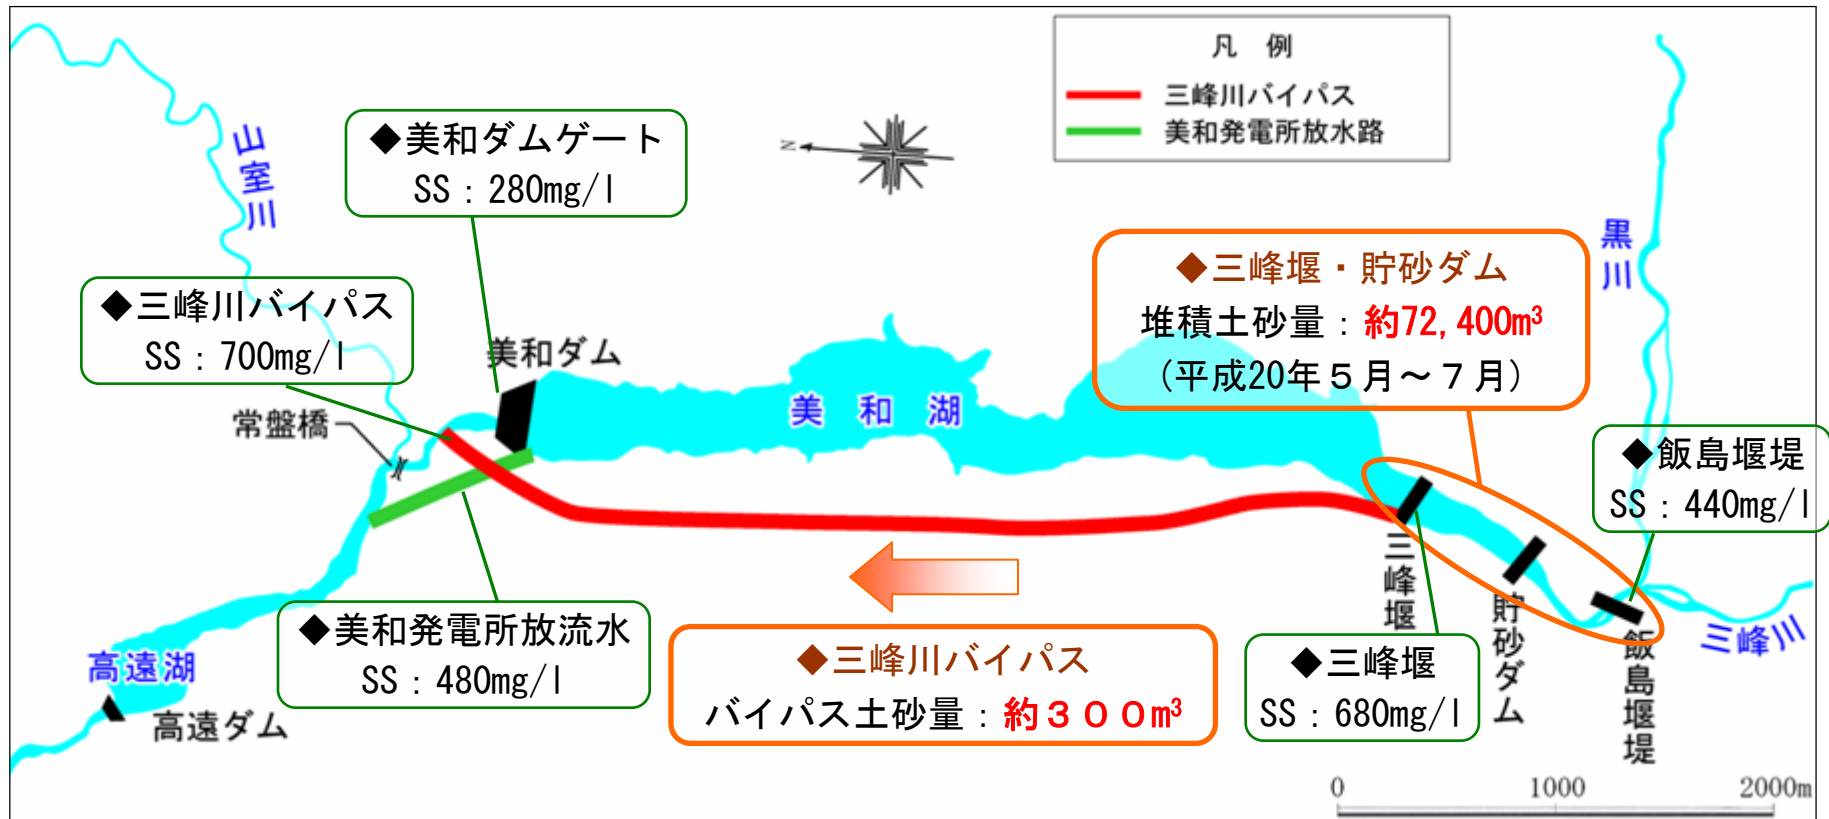 凡 例
三峰川バイパス
美和発電所放水路
N
山室川
◆美和ダムゲート
SS：280mg/l
◆三峰川バイパス
SS：700mg/l
美和ダム
常盤橋
美 和 湖
黒川
◆三峰堰・貯砂ダム
堆積土砂量：約72,400m³
(平成20年５月～７月)
◆飯島堰堤
SS：440mg/l
三峰堰
貯砂ダム
飯島堰堤
三峰川
◆美和発電所放流水
SS：480mg/l
◆三峰川バイパス
バイパス土砂量：約３００m³
◆三峰堰
SS：680mg/l
高遠湖
高遠ダム
0 1000 2000m